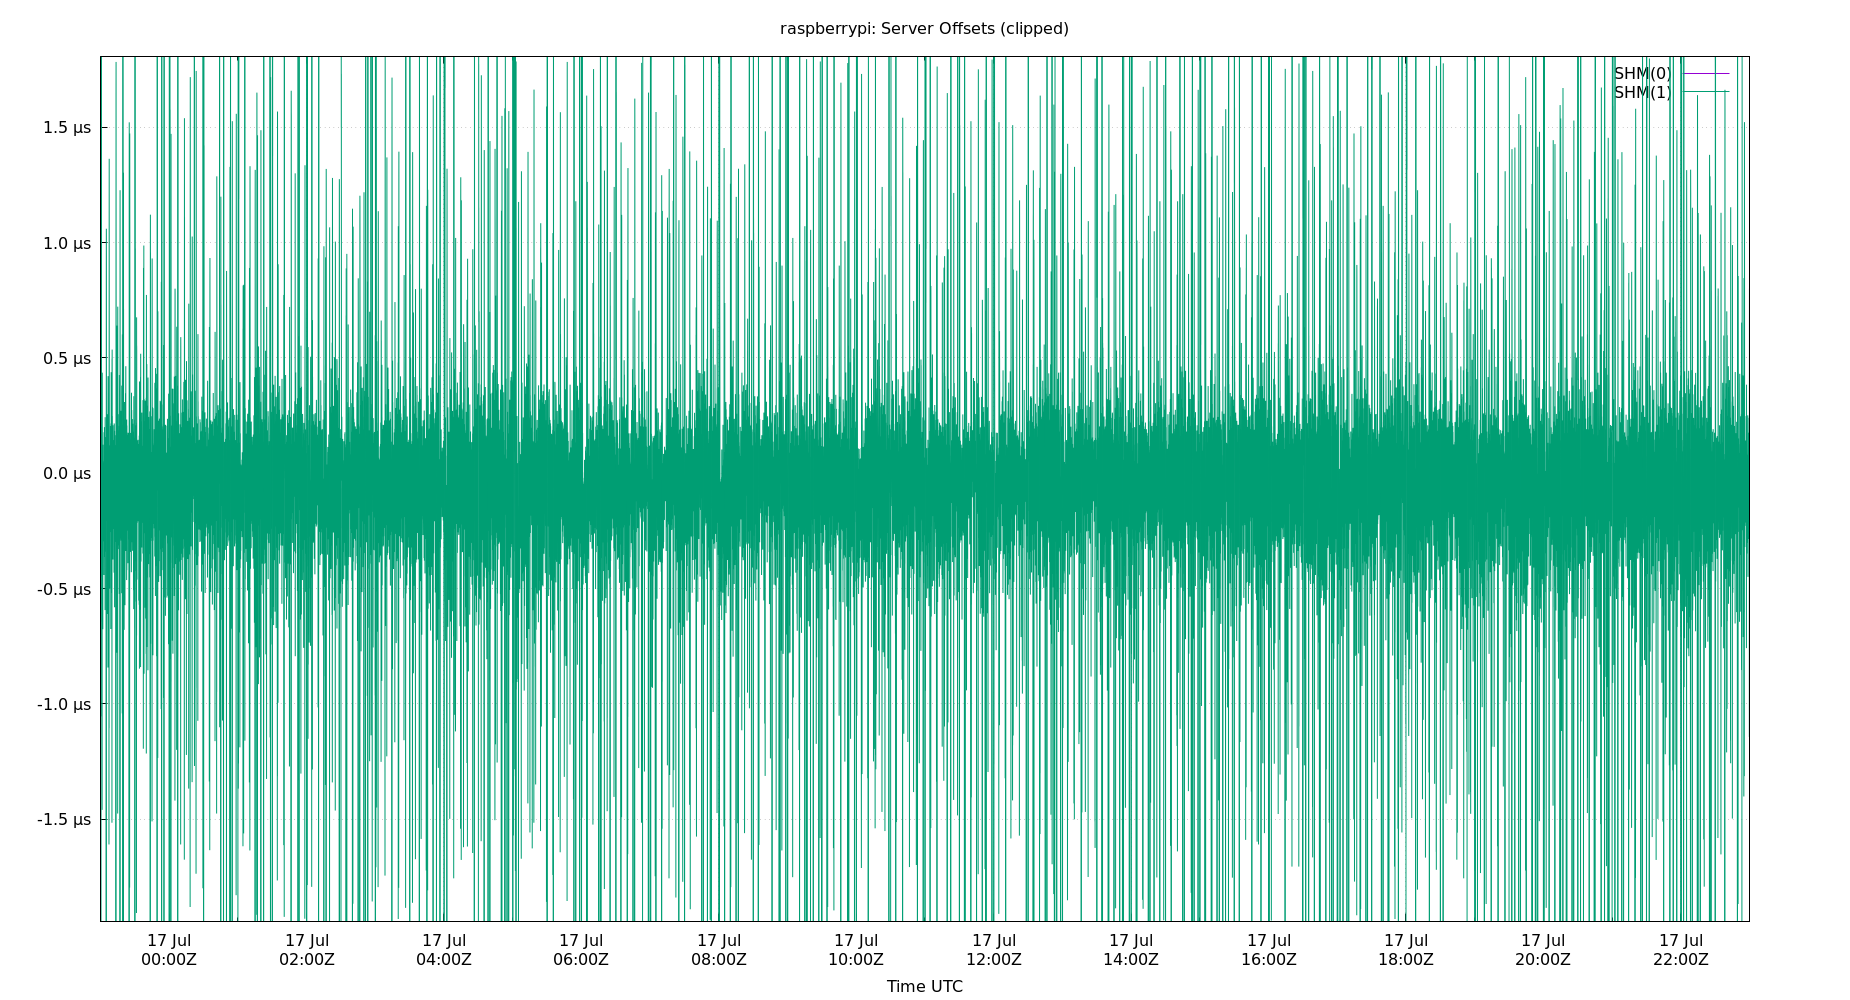 raspberrypi: Server Offsets (clipped)
SHM(0)
SHM(1)
1.5 µs
1.0 µs
0.5 µs
0.0 µs
-0.5 µs
-1.0 µs
-1.5 µs
17 Jul 17 Jul 17 Jul 17 Jul 17 Jul 17 Jul 17 Jul 17 Jul 17 Jul 17 Jul 17 Jul 17 Jul
00:00Z 02:00Z 04:00Z 06:00Z 08:00Z 10:00Z 12:00Z 14:00Z 16:00Z 18:00Z 20:00Z 22:00Z
Time UTC